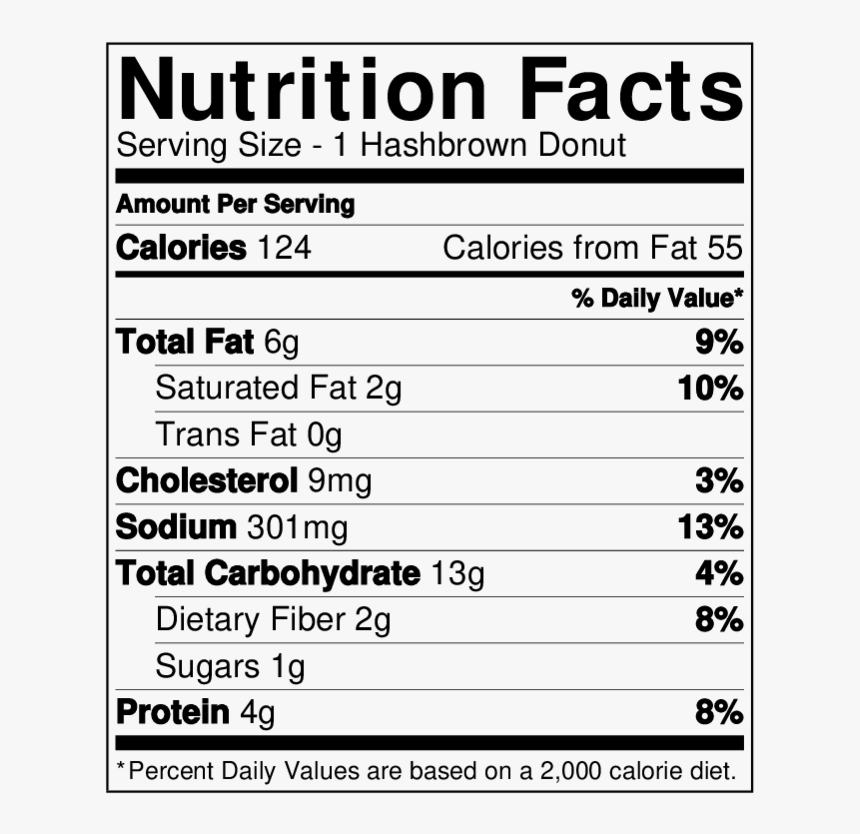 Nutrition Facts
Serving Size - 1 Hashbrown Donut
Amount Per Serving
Calories 124 Calories from Fat 55
% Daily Value*
Total Fat 6g 9%
Saturated Fat 2g 10%
Trans Fat 0g
Cholesterol 9mg 3%
Sodium 301mg 13%
Total Carbohydrate 13g 4%
Dietary Fiber 2g 8%
Sugars 1g
Protein 4g 8%
*Percent Daily Values are based on a 2,000 calorie diet.